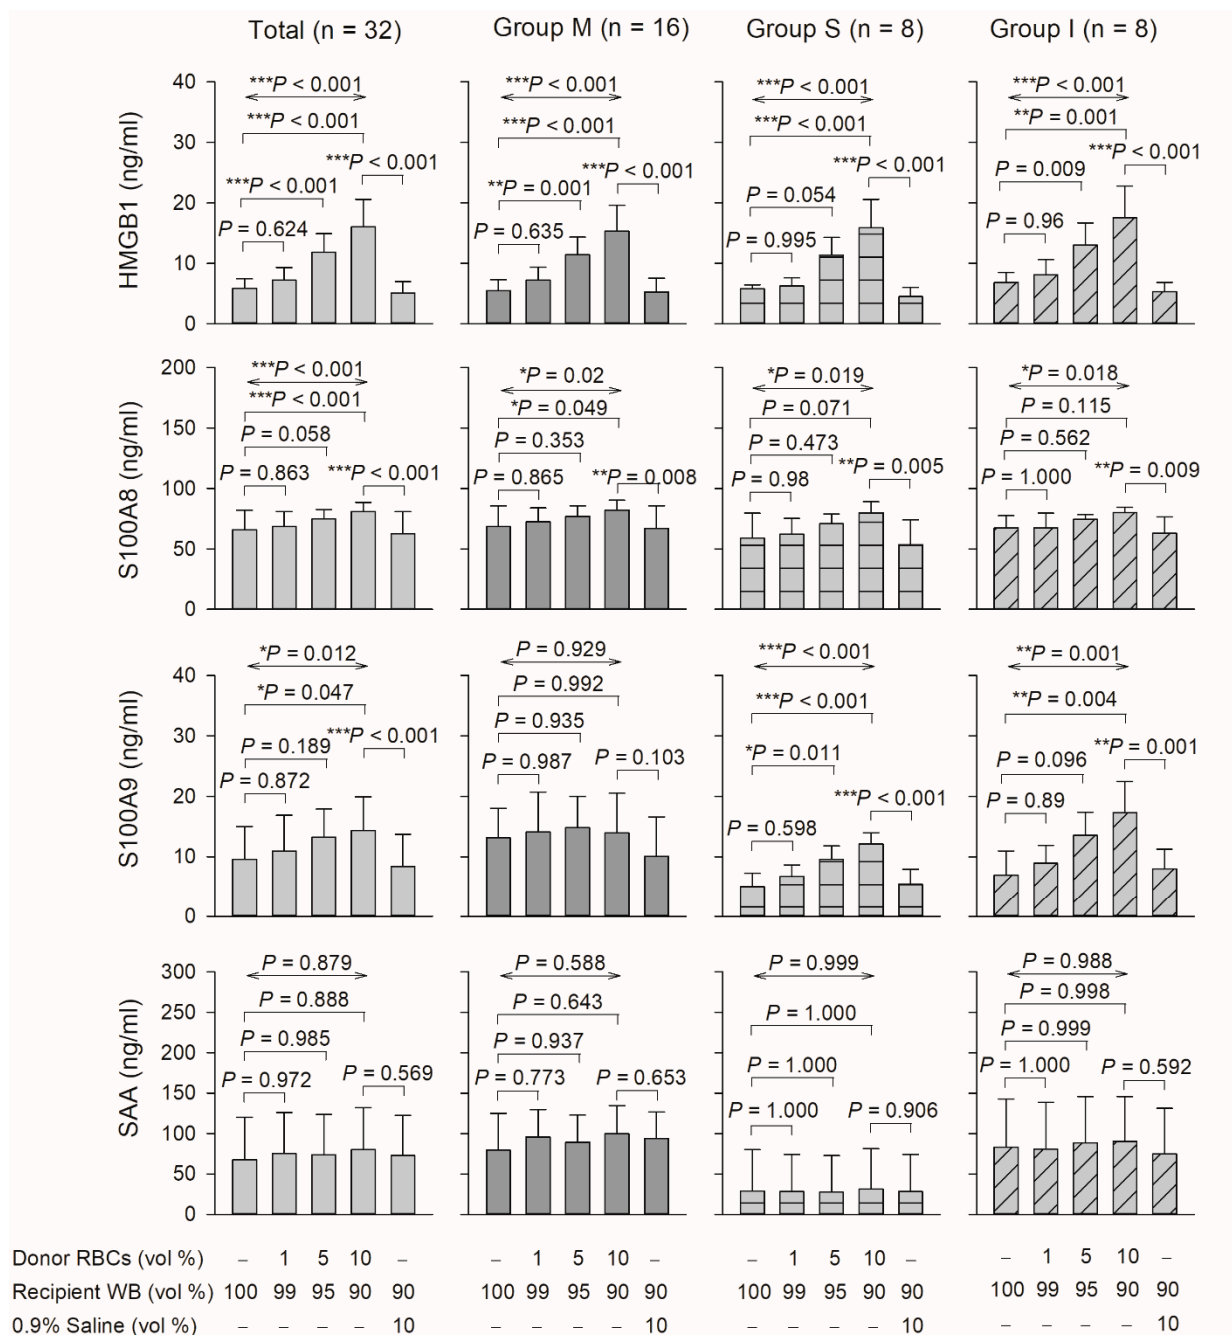 Total (n = 32) Group M (n = 16) Group S (n = 8) Group I (n = 8)
HMGB1 (ng/ml)
40
30
20
10
0
***P < 0.001
***P < 0.001
***P < 0.001
***P < 0.001
P = 0.624
***P < 0.001
***P < 0.001
***P < 0.001
**P = 0.001
P = 0.635
***P < 0.001
***P < 0.001
***P < 0.001
P = 0.054
P = 0.995
***P < 0.001
**P = 0.001
***P < 0.001
P = 0.009
P = 0.96
S100A8 (ng/ml)
200
150
100
50
0
***P < 0.001
***P < 0.001
P = 0.058
P = 0.863
***P < 0.001
*P = 0.02
*P = 0.049
P = 0.353
P = 0.865
**P = 0.008
*P = 0.019
P = 0.071
P = 0.473
P = 0.98
**P = 0.005
*P = 0.018
P = 0.115
P = 0.562
P = 1.000
**P = 0.009
S100A9 (ng/ml)
40
30
20
10
0
*P = 0.012
*P = 0.047
***P < 0.001
P = 0.189
P = 0.872
P = 0.929
P = 0.992
P = 0.935
P = 0.987
P = 0.103
***P < 0.001
***P < 0.001
*P = 0.011
***P < 0.001
P = 0.598
**P = 0.001
**P = 0.004
**P = 0.001
P = 0.096
P = 0.89
SAA (ng/ml)
300
250
200
150
100
50
0
P = 0.879
P = 0.888
P = 0.985
P = 0.972
P = 0.569
P = 0.588
P = 0.643
P = 0.937
P = 0.773
P = 0.653
P = 0.999
P = 1.000
P = 1.000
P = 1.000
P = 0.906
P = 0.988
P = 0.998
P = 0.999
P = 1.000
P = 0.592
Donor RBCs (vol %) – 1 5 10 – – 1 5 10 – – 1 5 10 – – 1 5 10 –
Recipient WB (vol %) 100 99 95 90 90 100 99 95 90 90 100 99 95 90 90 100 99 95 90 90
0.9% Saline (vol %) – – – – 10 – – – – 10 – – – – 10 – – – – 10